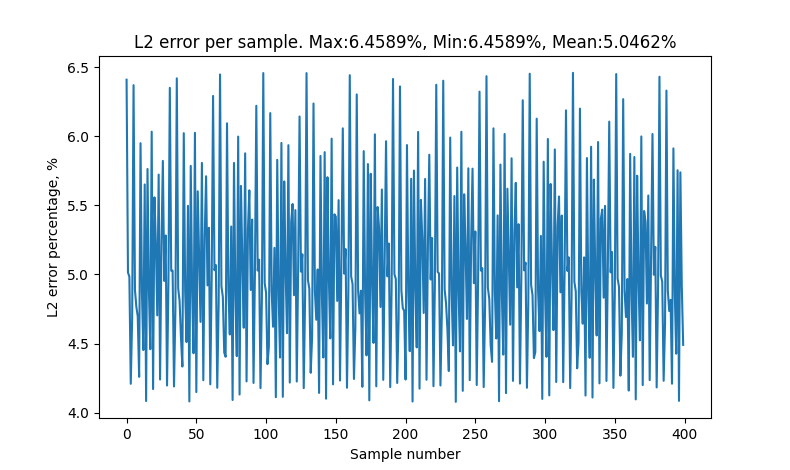 L2 error per sample. Max:6.4589%, Min:6.4589%, Mean:5.0462%
L2 error percentage, %
6.5
6.0
5.5
5.0
4.5
4.0
0 50 100 150 200 250 300 350 400
Sample number